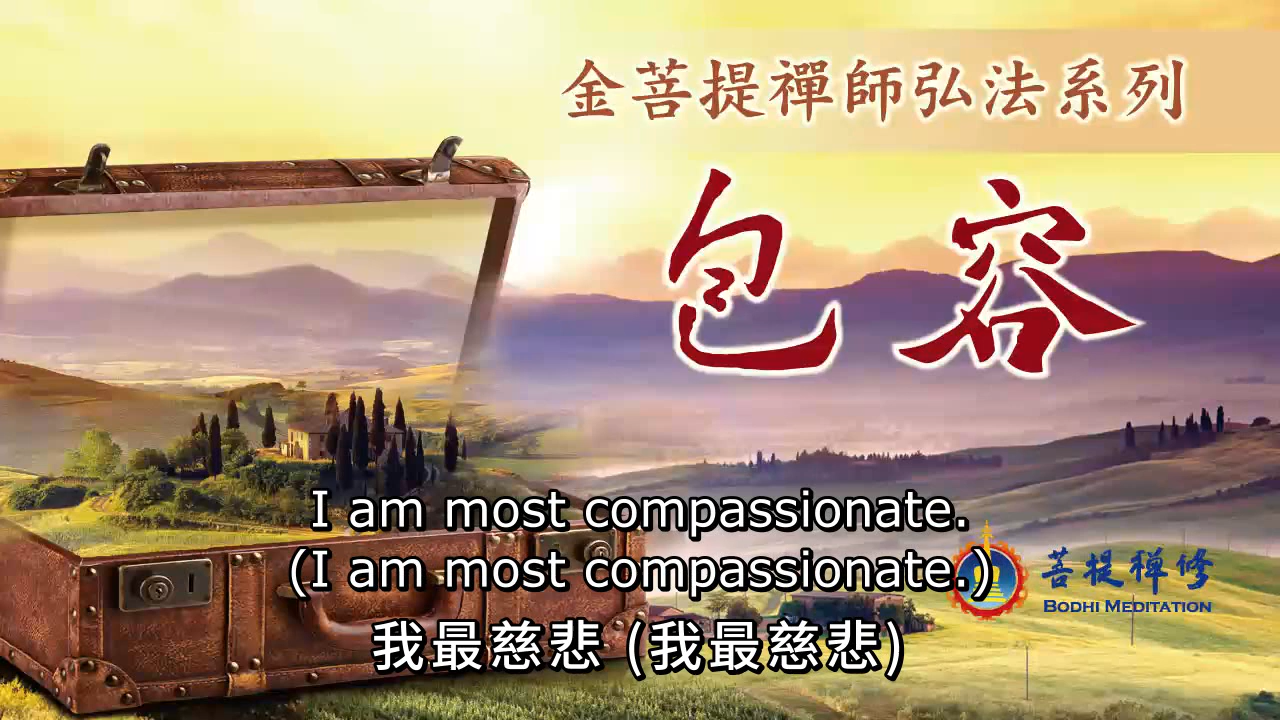 金菩提禪師弘法系列
包容
I am most compassionate.
(I am most compassionate.)
菩提禪修
BODHI MEDITATION
我最慈悲 (我最慈悲)